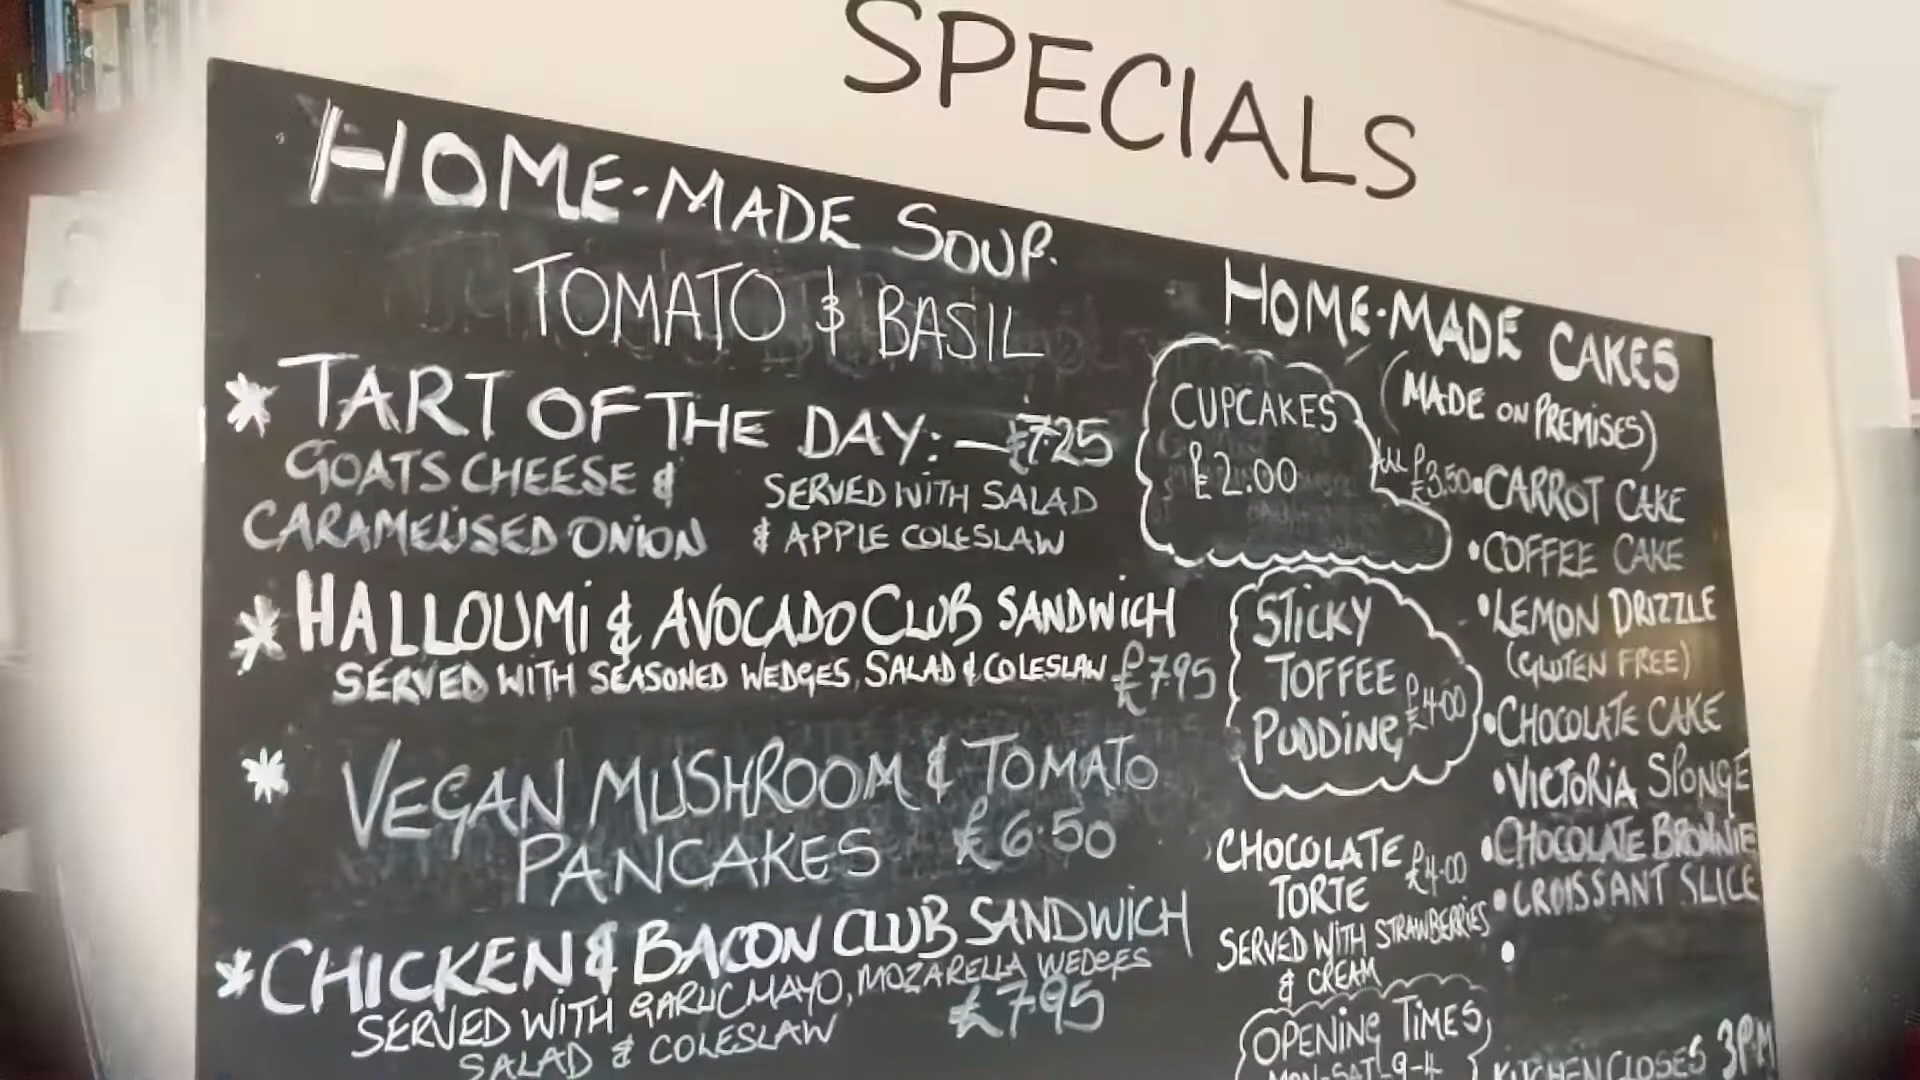 SPECIALS
HOME-MADE SOUP.
TOMATO & BASIL
* TART OF THE DAY: — £7.25
GOATS CHEESE &
CARAMELISED ONION
SERVED WITH SALAD
& APPLE COLESLAW
* HALLOUMI & AVOCADO CLUB SANDWICH
SERVED WITH SEASONED WEDGES, SALAD & COLESLAW £7.95
* VEGAN MUSHROOM & TOMATO
PANCAKES £6.50
* CHICKEN & BACON CLUB SANDWICH
SERVED WITH GARLIC MAYO, MOZARELLA WEDGES
SALAD & COLESLAW £7.95
HOME-MADE CAKES
(MADE ON PREMISES)
CUPCAKES
£2.00
All £3.50
• CARROT CAKE
• COFFEE CAKE
• LEMON DRIZZLE
(GLUTEN FREE)
• CHOCOLATE CAKE
• VICTORIA SPONGE
• CHOCOLATE BROWNIE
• CROISSANT SLICE
•
STICKY
TOFFEE
PUDDING £4.00
CHOCOLATE £4.00
TORTE
SERVED WITH STRAWBERRIES
& CREAM
OPENING TIMES
MON-SAT 9-4
KITCHEN CLOSES 3PM